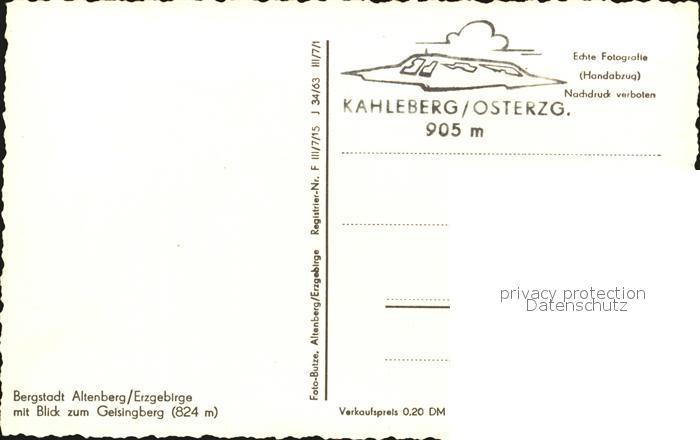 Echte Fotografie
(Handabzug)
Nachdruck verboten
KAHLEBERG/OSTERZG.
905 m
Foto-Butze, Altenberg/Erzgebirge Registrier-Nr. F III/7/15 J 34/63 III/7/1
privacy protection
Datenschutz
Bergstadt Altenberg/Erzgebirge
mit Blick zum Geisingberg (824 m)
Verkaufspreis 0,20 DM